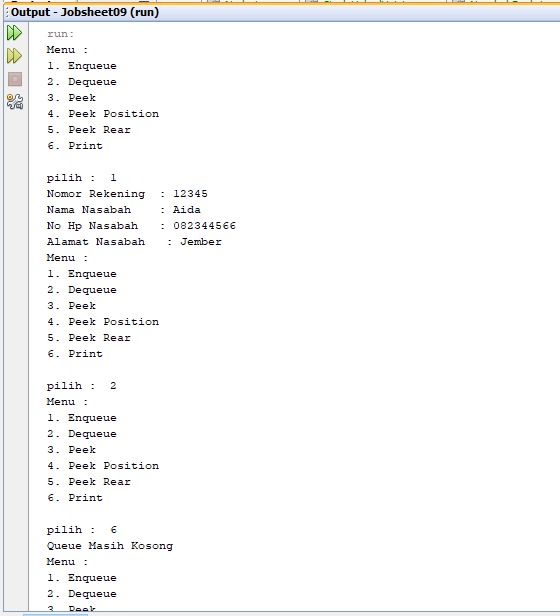 Output - Jobsheet09 (run)
run:
Menu :
1. Enqueue
2. Dequeue
3. Peek
4. Peek Position
5. Peek Rear
6. Print
pilih :  1
Nomor Rekening  : 12345
Nama Nasabah    : Aida
No Hp Nasabah   : 082344566
Alamat Nasabah   : Jember
Menu :
1. Enqueue
2. Dequeue
3. Peek
4. Peek Position
5. Peek Rear
6. Print
pilih :  2
Menu :
1. Enqueue
2. Dequeue
3. Peek
4. Peek Position
5. Peek Rear
6. Print
pilih :  6
Queue Masih Kosong
Menu :
1. Enqueue
2. Dequeue
3. Peek